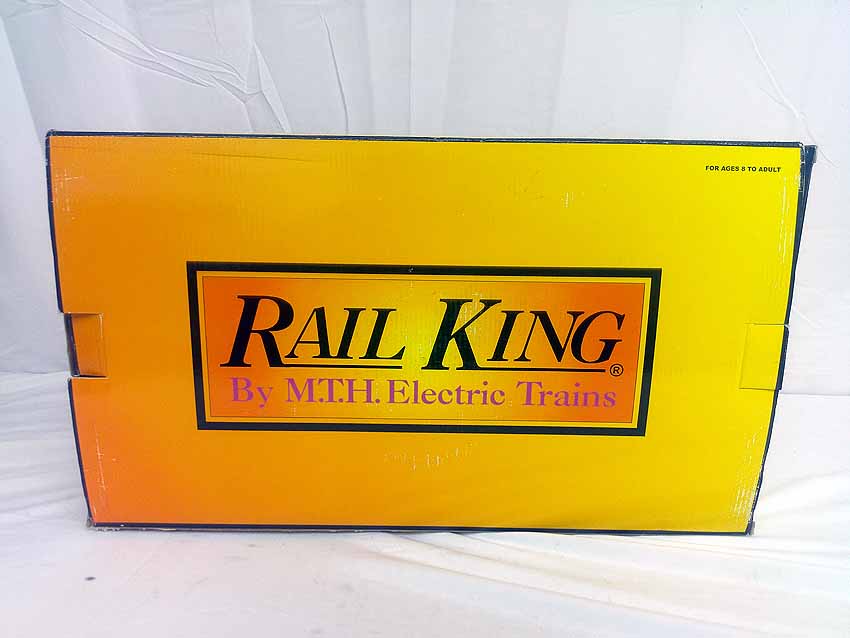 FOR AGES 8 TO ADULT
RAIL KING®
By M.T.H. Electric Trains